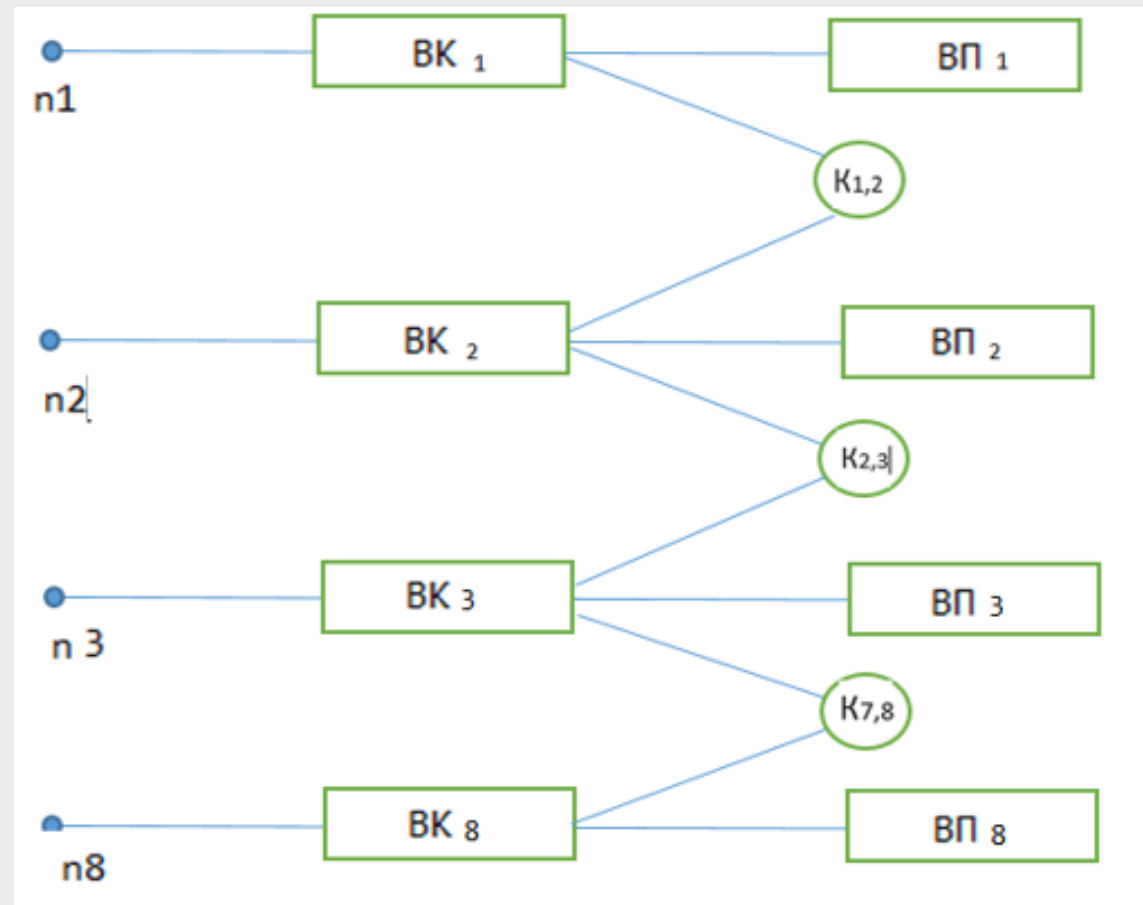 ВК 1 ВП 1
n1
К1,2
ВК 2 ВП 2
n2.
К2,3
ВК 3 ВП 3
n 3
К7,8
ВК 8 ВП 8
n8